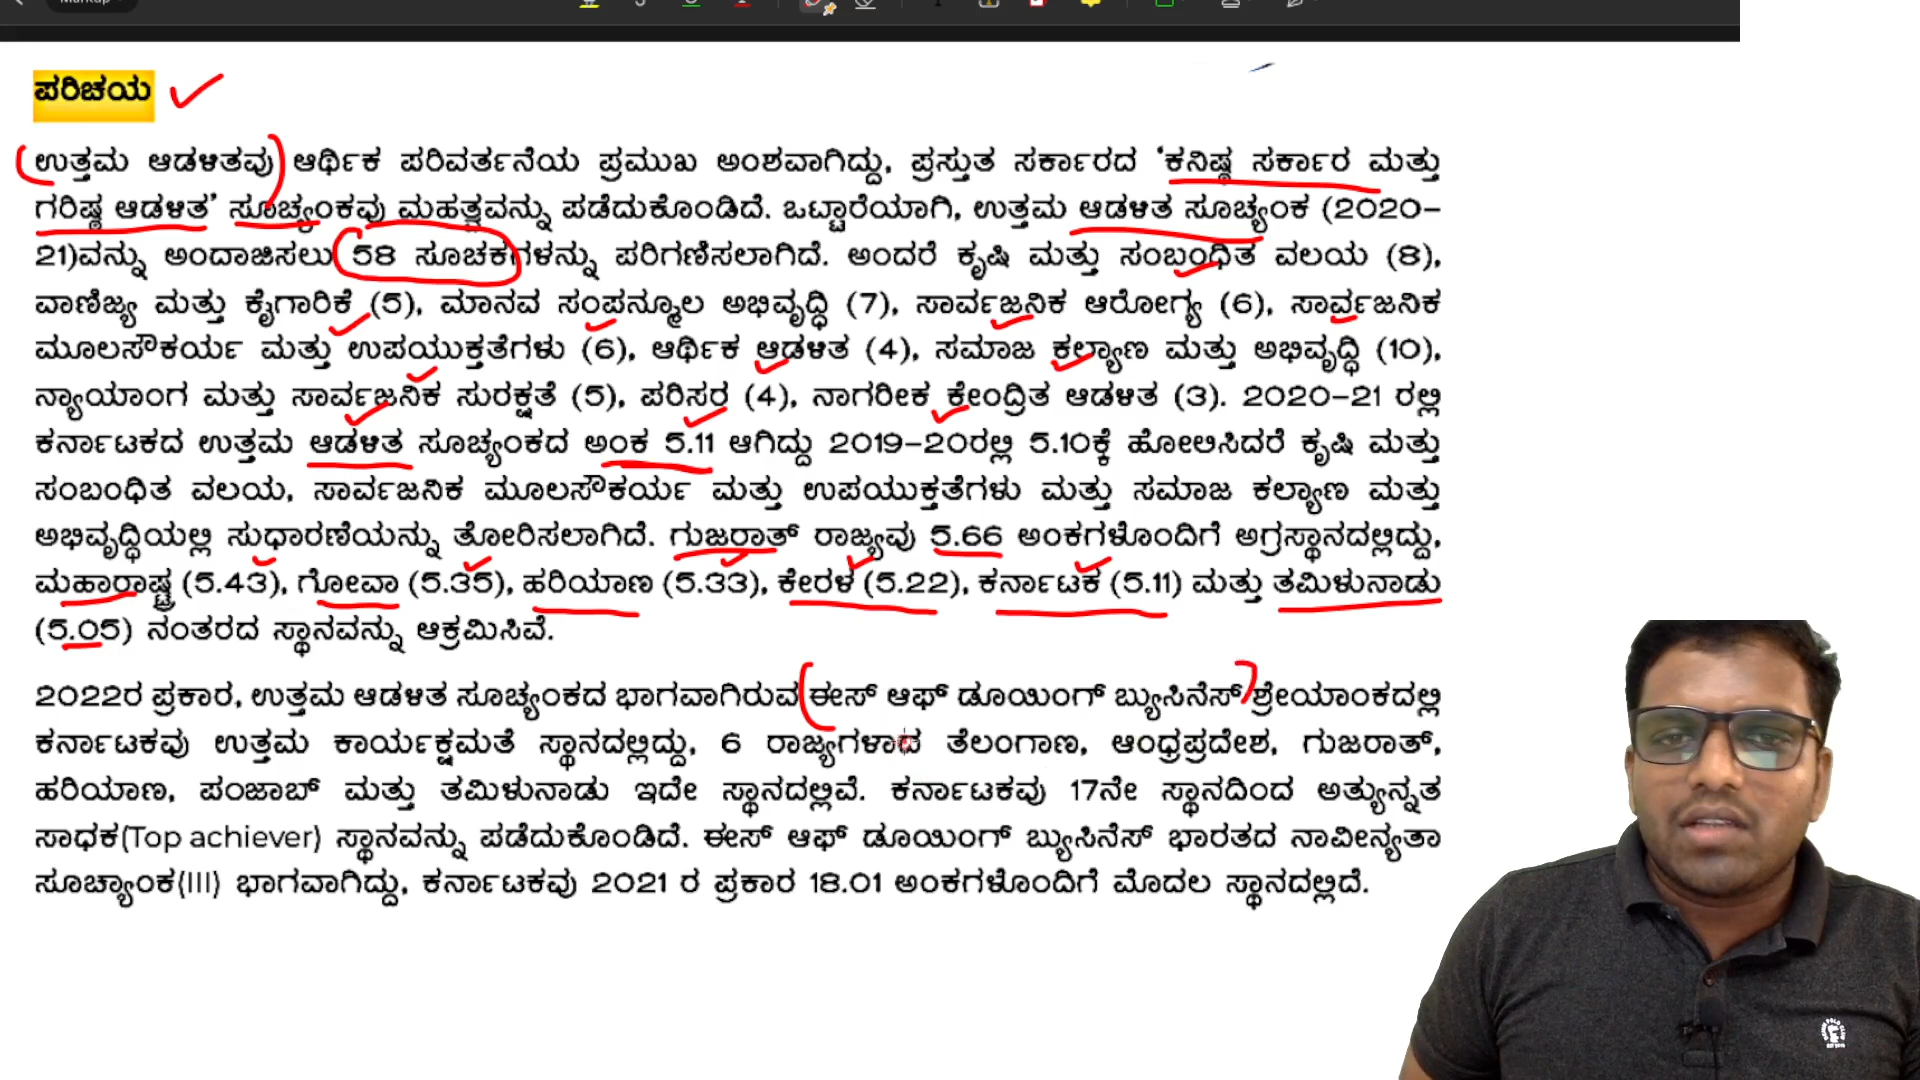 Markup
ಪರಿಚಯ
ಉತ್ತಮ ಆಡಳಿತವು ಆರ್ಥಿಕ ಪರಿವರ್ತನೆಯ ಪ್ರಮುಖ ಅಂಶವಾಗಿದ್ದು, ಪ್ರಸ್ತುತ ಸರ್ಕಾರದ 'ಕನಿಷ್ಠ ಸರ್ಕಾರ ಮತ್ತು
ಗರಿಷ್ಠ ಆಡಳಿತ' ಸೂಚ್ಯಂಕವು ಮಹತ್ವವನ್ನು ಪಡೆದುಕೊಂಡಿದೆ. ಒಟ್ಟಾರೆಯಾಗಿ, ಉತ್ತಮ ಆಡಳಿತ ಸೂಚ್ಯಂಕ (2020-
21)ವನ್ನು ಅಂದಾಜಿಸಲು 58 ಸೂಚಕಗಳನ್ನು ಪರಿಗಣಿಸಲಾಗಿದೆ. ಅಂದರೆ ಕೃಷಿ ಮತ್ತು ಸಂಬಂಧಿತ ವಲಯ (8),
ವಾಣಿಜ್ಯ ಮತ್ತು ಕೈಗಾರಿಕೆ (5), ಮಾನವ ಸಂಪನ್ಮೂಲ ಅಭಿವೃದ್ಧಿ (7), ಸಾರ್ವಜನಿಕ ಆರೋಗ್ಯ (6), ಸಾರ್ವಜನಿಕ
ಮೂಲಸೌಕರ್ಯ ಮತ್ತು ಉಪಯುಕ್ತತೆಗಳು (6), ಆರ್ಥಿಕ ಆಡಳಿತ (4), ಸಮಾಜ ಕಲ್ಯಾಣ ಮತ್ತು ಅಭಿವೃದ್ಧಿ (10),
ನ್ಯಾಯಾಂಗ ಮತ್ತು ಸಾರ್ವಜನಿಕ ಸುರಕ್ಷತೆ (5), ಪರಿಸರ (4), ನಾಗರೀಕ ಕೇಂದ್ರಿತ ಆಡಳಿತ (3). 2020-21 ರಲ್ಲಿ
ಕರ್ನಾಟಕದ ಉತ್ತಮ ಆಡಳಿತ ಸೂಚ್ಯಂಕದ ಅಂಕ 5.11 ಆಗಿದ್ದು 2019-20ರಲ್ಲಿ 5.10ಕ್ಕೆ ಹೋಲಿಸಿದರೆ ಕೃಷಿ ಮತ್ತು
ಸಂಬಂಧಿತ ವಲಯ, ಸಾರ್ವಜನಿಕ ಮೂಲಸೌಕರ್ಯ ಮತ್ತು ಉಪಯುಕ್ತತೆಗಳು ಮತ್ತು ಸಮಾಜ ಕಲ್ಯಾಣ ಮತ್ತು
ಅಭಿವೃದ್ಧಿಯಲ್ಲಿ ಸುಧಾರಣೆಯನ್ನು ತೋರಿಸಲಾಗಿದೆ. ಗುಜರಾತ್ ರಾಜ್ಯವು 5.66 ಅಂಕಗಳೊಂದಿಗೆ ಅಗ್ರಸ್ಥಾನದಲ್ಲಿದ್ದು,
ಮಹಾರಾಷ್ಟ್ರ (5.43), ಗೋವಾ (5.35), ಹರಿಯಾಣ (5.33), ಕೇರಳ (5.22), ಕರ್ನಾಟಕ (5.11) ಮತ್ತು ತಮಿಳುನಾಡು
(5.05) ನಂತರದ ಸ್ಥಾನವನ್ನು ಆಕ್ರಮಿಸಿವೆ.
2022ರ ಪ್ರಕಾರ, ಉತ್ತಮ ಆಡಳಿತ ಸೂಚ್ಯಂಕದ ಭಾಗವಾಗಿರುವ ಈಸ್ ಆಫ್ ಡೂಯಿಂಗ್ ಬ್ಯುಸಿನೆಸ್ ಶ್ರೇಯಾಂಕದಲ್ಲಿ
ಕರ್ನಾಟಕವು ಉತ್ತಮ ಕಾರ್ಯಕ್ಷಮತೆ ಸ್ಥಾನದಲ್ಲಿದ್ದು, 6 ರಾಜ್ಯಗಳಾದ ತೆಲಂಗಾಣ, ಆಂಧ್ರಪ್ರದೇಶ, ಗುಜರಾತ್,
ಹರಿಯಾಣ, ಪಂಜಾಬ್ ಮತ್ತು ತಮಿಳುನಾಡು ಇದೇ ಸ್ಥಾನದಲ್ಲಿವೆ. ಕರ್ನಾಟಕವು 17ನೇ ಸ್ಥಾನದಿಂದ ಅತ್ಯುನ್ನತ
ಸಾಧಕ(Top achiever) ಸ್ಥಾನವನ್ನು ಪಡೆದುಕೊಂಡಿದೆ. ಈಸ್ ಆಫ್ ಡೂಯಿಂಗ್ ಬ್ಯುಸಿನೆಸ್ ಭಾರತದ ನಾವೀನ್ಯತಾ
ಸೂಚ್ಯಾಂಕ(III) ಭಾಗವಾಗಿದ್ದು, ಕರ್ನಾಟಕವು 2021 ರ ಪ್ರಕಾರ 18.01 ಅಂಕಗಳೊಂದಿಗೆ ಮೊದಲ ಸ್ಥಾನದಲ್ಲಿದೆ.